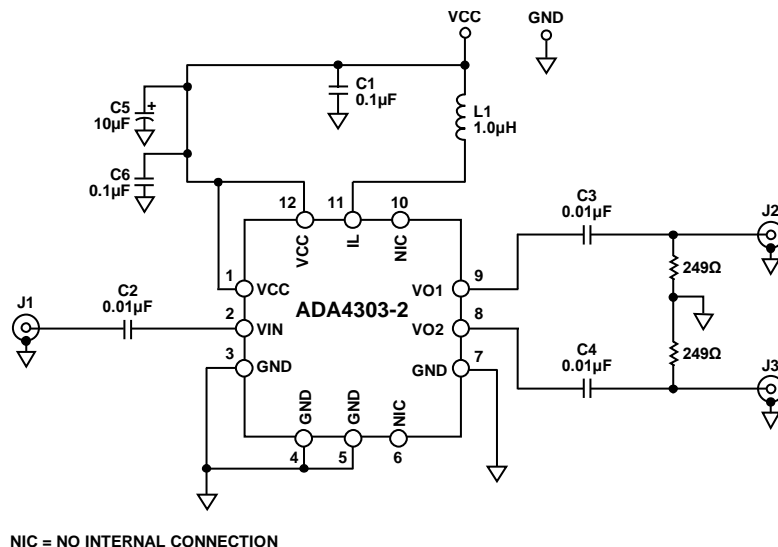 VCC
GND
C1
0.1µF
C5
10µF
+
L1
1.0µH
C6
0.1µF
12
11
10
VCC
IL
NIC
C3
0.01µF
J2
1
VCC
9
VO1
249Ω
J1
C2
0.01µF
2
VIN
ADA4303-2
8
VO2
3
GND
7
GND
C4
0.01µF
249Ω
J3
GND
GND
NIC
4
5
6
NIC = NO INTERNAL CONNECTION